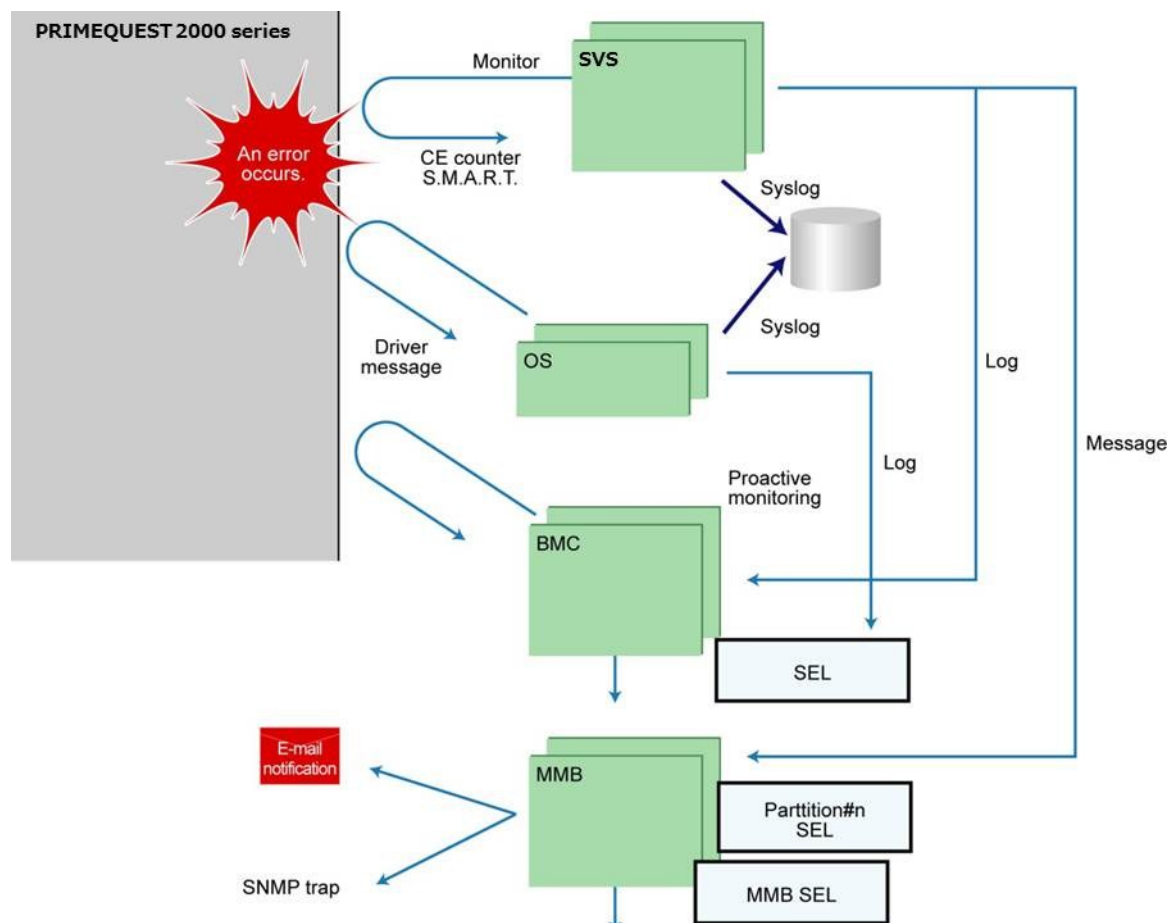 PRIMEQUEST 2000 series
An error
occurs.
Monitor
SVS
CE counter
S.M.A.R.T.
Syslog
Syslog
Driver
message
OS
Log
Log
Message
Proactive
monitoring
BMC
SEL
E-mail
notification
MMB
Parttition#n
SEL
SNMP trap
MMB SEL